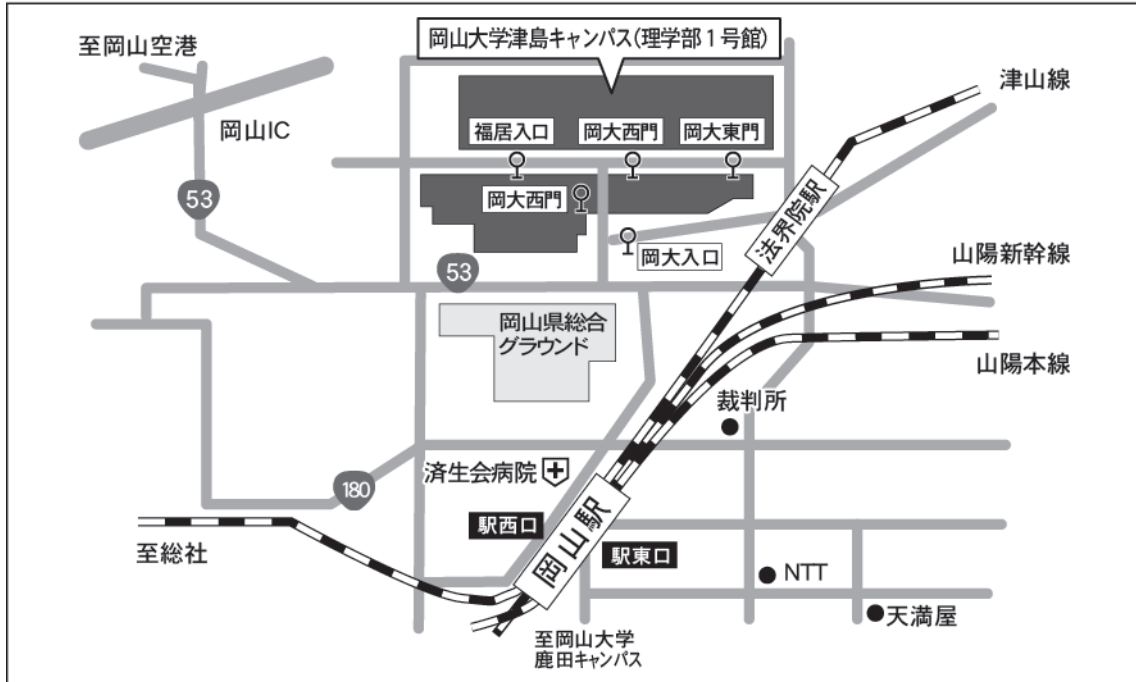 岡山大学津島キャンパス(理学部1号館)
至岡山空港
津山線
岡山IC
福居入口
岡大西門
岡大東門
53
岡大西門
法界院駅
岡大入口
山陽新幹線
53
岡山県総合
グラウンド
山陽本線
裁判所
済生会病院
180
駅西口
岡山駅
駅東口
至総社
NTT
天満屋
至岡山大学
鹿田キャンパス